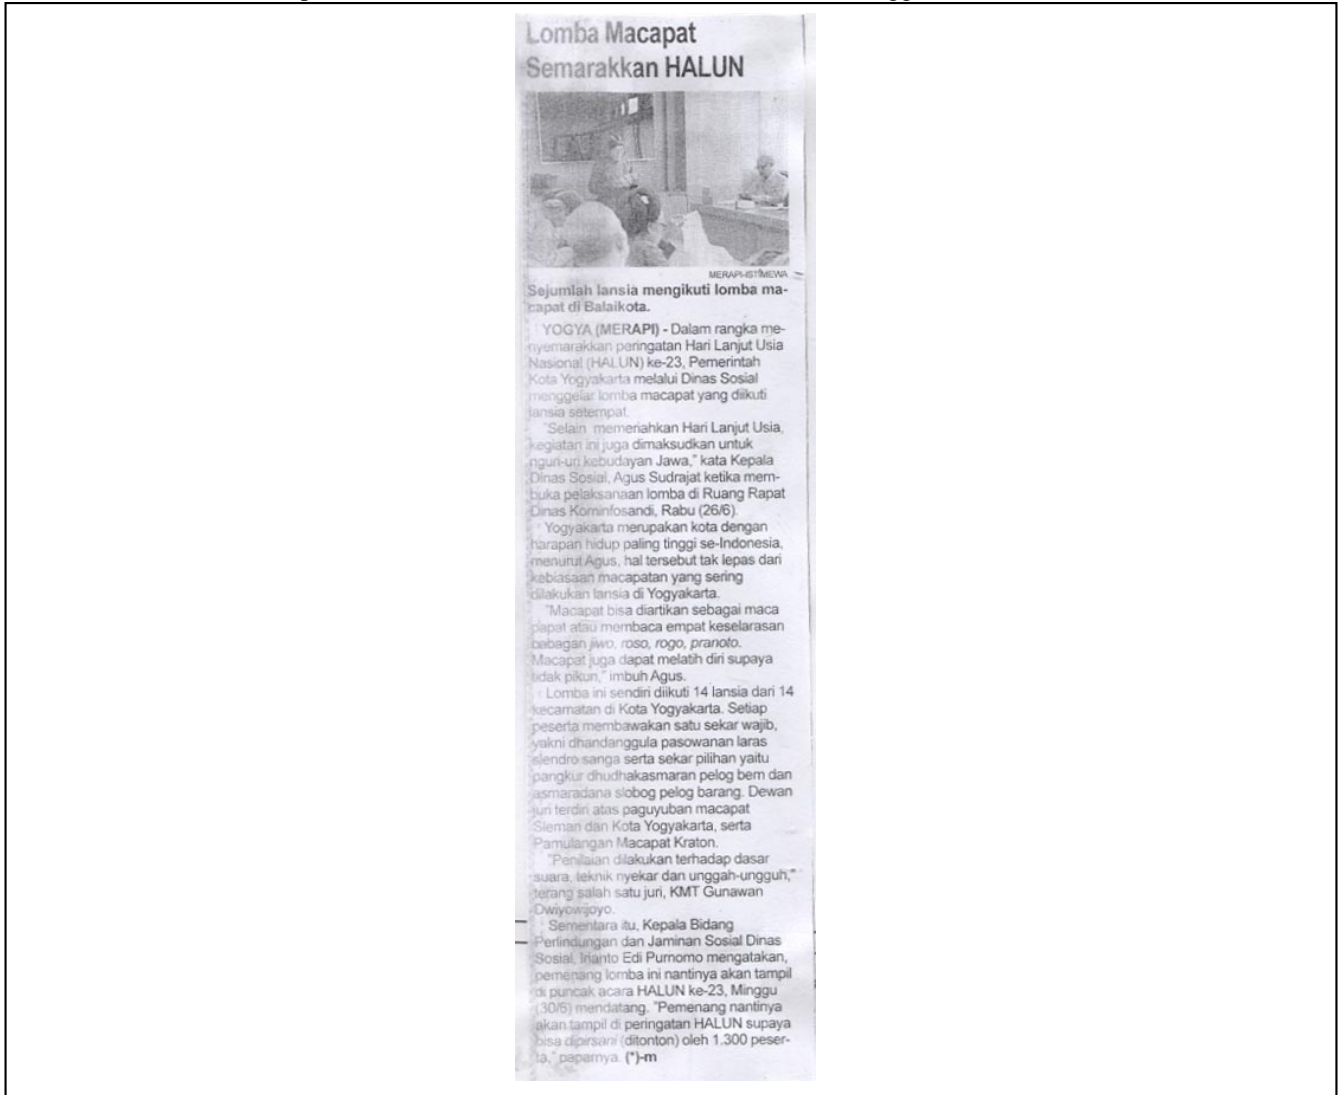 Lomba Macapat
Semarakkan HALUN
MERAPI-ISTIMEWA
Sejumlah lansia mengikuti lomba ma-
capat di Balaikota.
YOGYA (MERAPI) - Dalam rangka me-
nyemarakkan peringatan Hari Lanjut Usia
Nasional (HALUN) ke-23, Pemerintah
Kota Yogyakarta melalui Dinas Sosial
menggelar lomba macapat yang diikuti
lansia setempat.
"Selain memeriahkan Hari Lanjut Usia,
kegiatan ini juga dimaksudkan untuk
nguri-uri kebudayan Jawa," kata Kepala
Dinas Sosial, Agus Sudrajat ketika mem-
buka pelaksanaan lomba di Ruang Rapat
Dinas Kominfosandi, Rabu (26/6).
Yogyakarta merupakan kota dengan
harapan hidup paling tinggi se-Indonesia,
menurut Agus, hal tersebut tak lepas dari
kebiasaan macapatan yang sering
dilakukan lansia di Yogyakarta.
"Macapat bisa diartikan sebagai maca
papat atau membaca empat keselarasan
babagan jiwo, roso, rogo, pranoto.
Macapat juga dapat melatih diri supaya
tidak pikun," imbuh Agus.
Lomba ini sendiri diikuti 14 lansia dari 14
kecamatan di Kota Yogyakarta. Setiap
peserta membawakan satu sekar wajib,
yakni dhandanggula pasowanan laras
slendro sanga serta sekar pilihan yaitu
pangkur dhudhakasmaran pelog bem dan
asmaradana slobog pelog barang. Dewan
juri terdiri atas paguyuban macapat
Sleman dan Kota Yogyakarta, serta
Pamulangan Macapat Kraton.
"Penilaian dilakukan terhadap dasar
suara, teknik nyekar dan unggah-ungguh,"
terang salah satu juri, KMT Gunawan
Dwiyowijoyo.
Sementara itu, Kepala Bidang
Perlindungan dan Jaminan Sosial Dinas
Sosial, Irianto Edi Purnomo mengatakan,
pemenang lomba ini nantinya akan tampil
di puncak acara HALUN ke-23, Minggu
(30/6) mendatang. "Pemenang nantinya
akan tampil di peringatan HALUN supaya
bisa dipirsani (ditonton) oleh 1.300 peser-
ta," paparnya. (*)-m